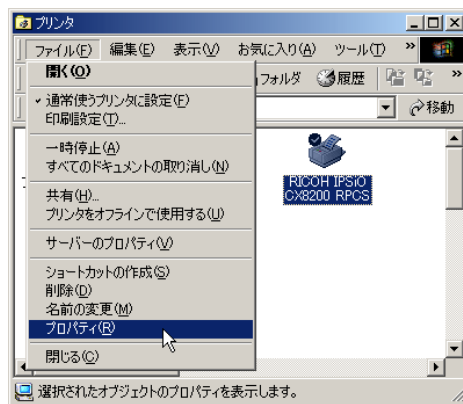 プリンタ
ファイル(F) 編集(E) 表示(V) お気に入り(A) ツール(T) »
開く(O)
フォルダ 履歴 »
通常使うプリンタに設定(F)
移動
印刷設定(T)...
一時停止(A)
すべてのドキュメントの取り消し(N)
共有(H)...
RICOH IPSiO
CX8200 RPCS
プリンタをオフラインで使用する(U)
サーバーのプロパティ(V)
ショートカットの作成(S)
削除(D)
名前の変更(M)
プロパティ(R)
閉じる(C)
選択されたオブジェクトのプロパティを表示します。